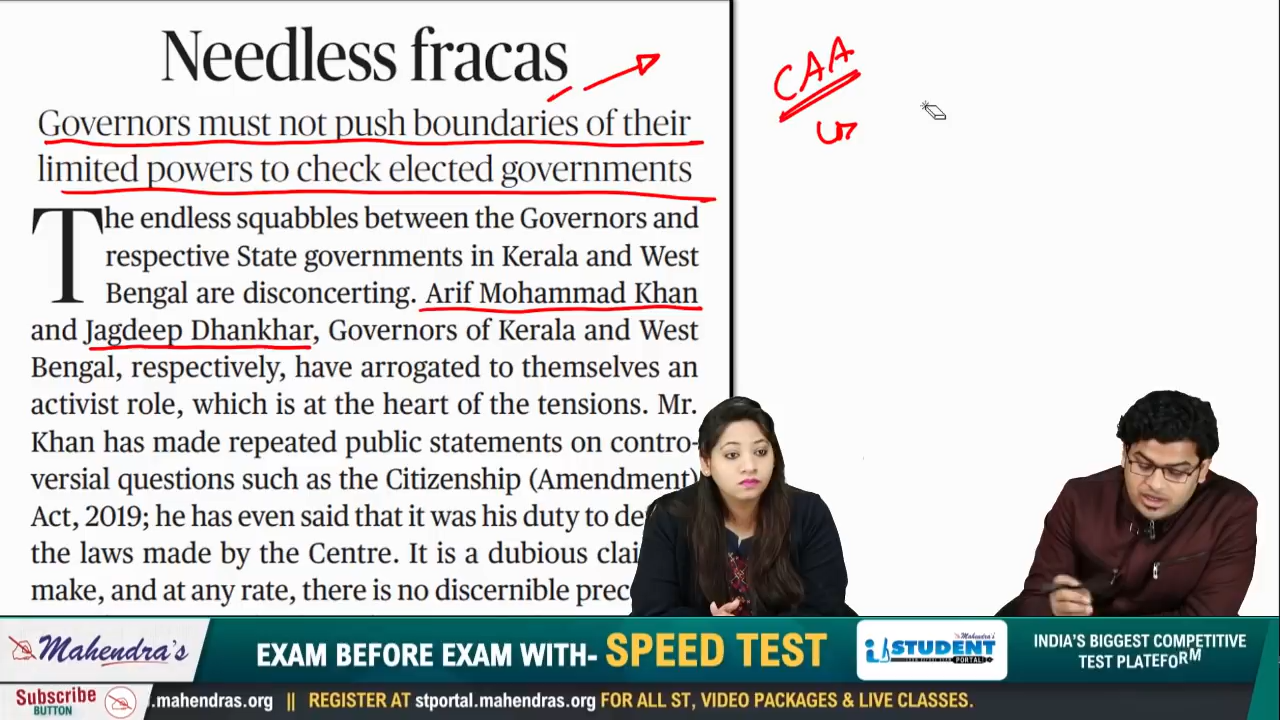 Needless fracas
Governors must not push boundaries of their
limited powers to check elected governments
The endless squabbles between the Governors and
respective State governments in Kerala and West
Bengal are disconcerting. Arif Mohammad Khan
and Jagdeep Dhankhar, Governors of Kerala and West
Bengal, respectively, have arrogated to themselves an
activist role, which is at the heart of the tensions. Mr.
Khan has made repeated public statements on contro-
versial questions such as the Citizenship (Amendment)
Act, 2019; he has even said that it was his duty to de
the laws made by the Centre. It is a dubious clai
make, and at any rate, there is no discernible prec
CAA
Mahendra's
EXAM BEFORE EXAM WITH- SPEED TEST
Mahendra's
STUDENT
PORTAL
INDIA'S BIGGEST COMPETITIVE
TEST PLATEFORM
Subscribe
BUTTON
.mahendras.org || REGISTER AT stportal.mahendras.org FOR ALL ST, VIDEO PACKAGES & LIVE CLASSES.